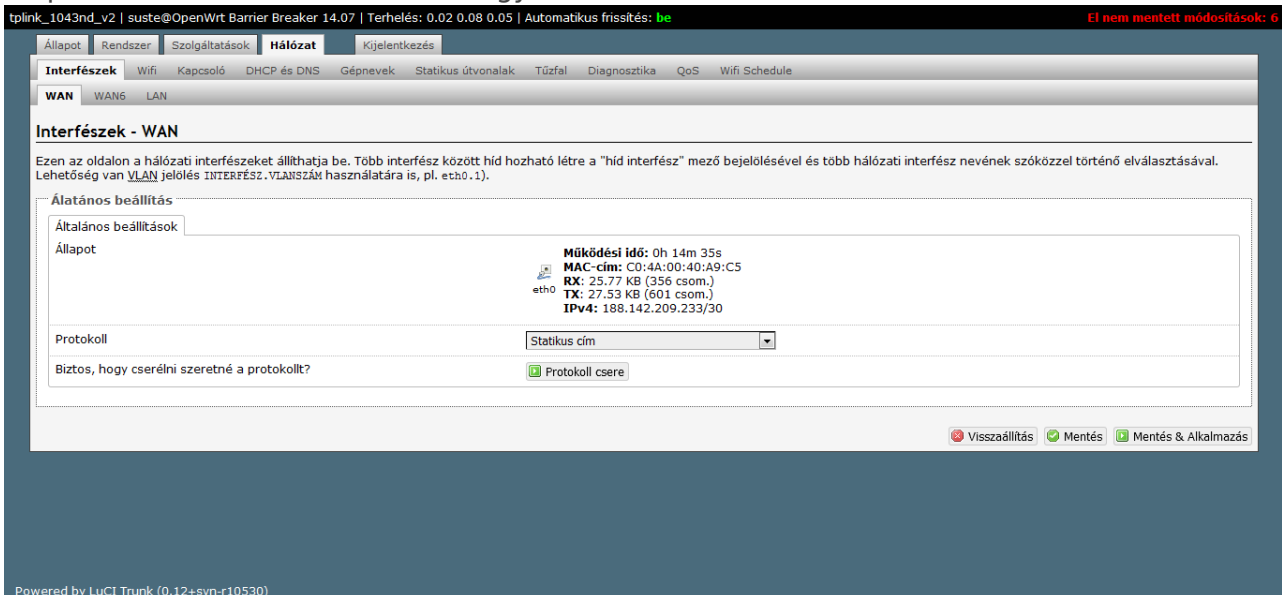 tplink_1043nd_v2 | suste@OpenWrt Barrier Breaker 14.07 | Terhelés: 0.02 0.08 0.05 | Automatikus frissítés: be El nem mentett módosítások: 6
Állapot Rendszer Szolgáltatások Hálózat Kijelentkezés
Interfészek Wifi Kapcsoló DHCP és DNS Gépnevek Statikus útvonalak Tűzfal Diagnosztika QoS Wifi Schedule
WAN WAN6 LAN
Interfészek - WAN
Ezen az oldalon a hálózati interfészeket állíthatja be. Több interfész között híd hozható létre a "híd interfész" mező bejelölésével és több hálózati interfész nevének szóközzel történő elválasztásával.
Lehetőség van VLAN jelölés INTERFÉSZ.VLANSZÁM használatára is, pl. eth0.1).
Álatános beállítás
Általános beállítások
Állapot
eth0
Működési idő: 0h 14m 35s
MAC-cím: C0:4A:00:40:A9:C5
RX: 25.77 KB (356 csom.)
TX: 27.53 KB (601 csom.)
IPv4: 188.142.209.233/30
Protokoll Statikus cím
Biztos, hogy cserélni szeretné a protokollt? Protokoll csere
Visszaállítás Mentés Mentés & Alkalmazás
Powered by LuCI Trunk (0.12+svn-r10530)